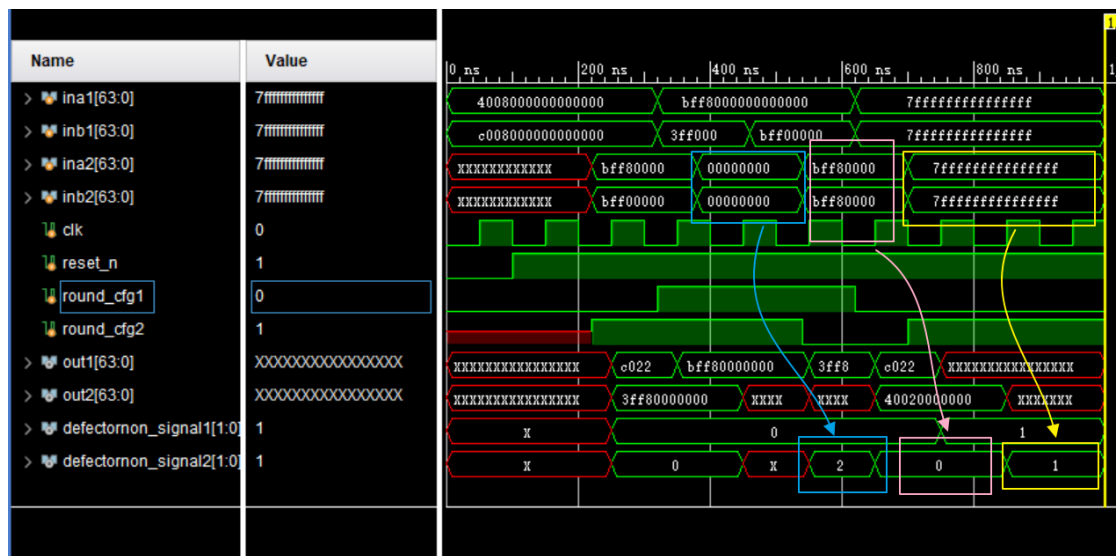 1
Name Value
0 ns 200 ns 400 ns 600 ns 800 ns 1
ina1[63:0] 7fffffffffffffff 4008000000000000 bff8000000000000 7fffffffffffffff
inb1[63:0] 7fffffffffffffff c008000000000000 3ff000 bff00000 7fffffffffffffff
ina2[63:0] 7fffffffffffffff XXXXXXXXXXXX bff80000 00000000 bff80000 7fffffffffffffff
inb2[63:0] 7fffffffffffffff XXXXXXXXXXXX bff00000 00000000 bff80000 7fffffffffffffff
clk 0
reset_n 1
round_cfg1 0
round_cfg2 1
out1[63:0] XXXXXXXXXXXXXXXX XXXXXXXXXXXXXXXX c022 bff80000000 3ff8 c022 XXXXXXXXXXXXXXXX
out2[63:0] XXXXXXXXXXXXXXXX XXXXXXXXXXXXXXXX 3ff80000000 XXXX XXXX 40020000000 XXXXXXX
defectornon_signal1[1:0] 1 X 0 1
defectornon_signal2[1:0] 1 X 0 X 2 0 1